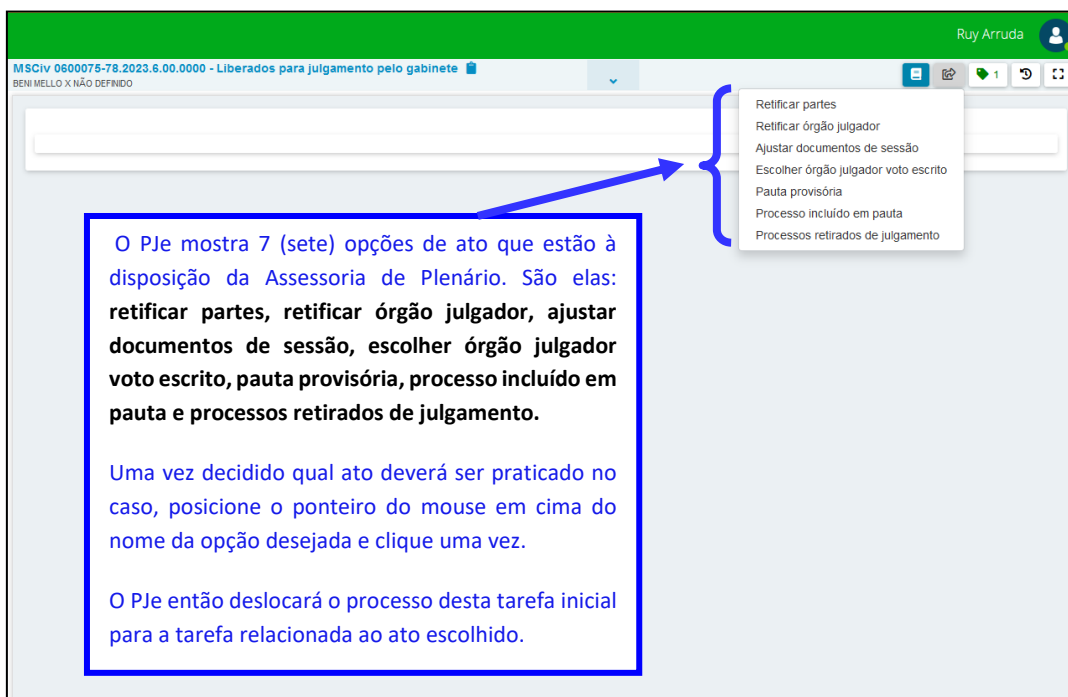 Ruy Arruda
MSCiv 0600075-78.2023.6.00.0000 - Liberados para julgamento pelo gabinete
BENI MELLO X NÃO DEFINIDO
1
Retificar partes
Retificar órgão julgador
Ajustar documentos de sessão
Escolher órgão julgador voto escrito
Pauta provisória
Processo incluído em pauta
Processos retirados de julgamento
O PJe mostra 7 (sete) opções de ato que estão à
disposição da Assessoria de Plenário. São elas:
retificar partes, retificar órgão julgador, ajustar
documentos de sessão, escolher órgão julgador
voto escrito, pauta provisória, processo incluído em
pauta e processos retirados de julgamento.
Uma vez decidido qual ato deverá ser praticado no
caso, posicione o ponteiro do mouse em cima do
nome da opção desejada e clique uma vez.
O PJe então deslocará o processo desta tarefa inicial
para a tarefa relacionada ao ato escolhido.